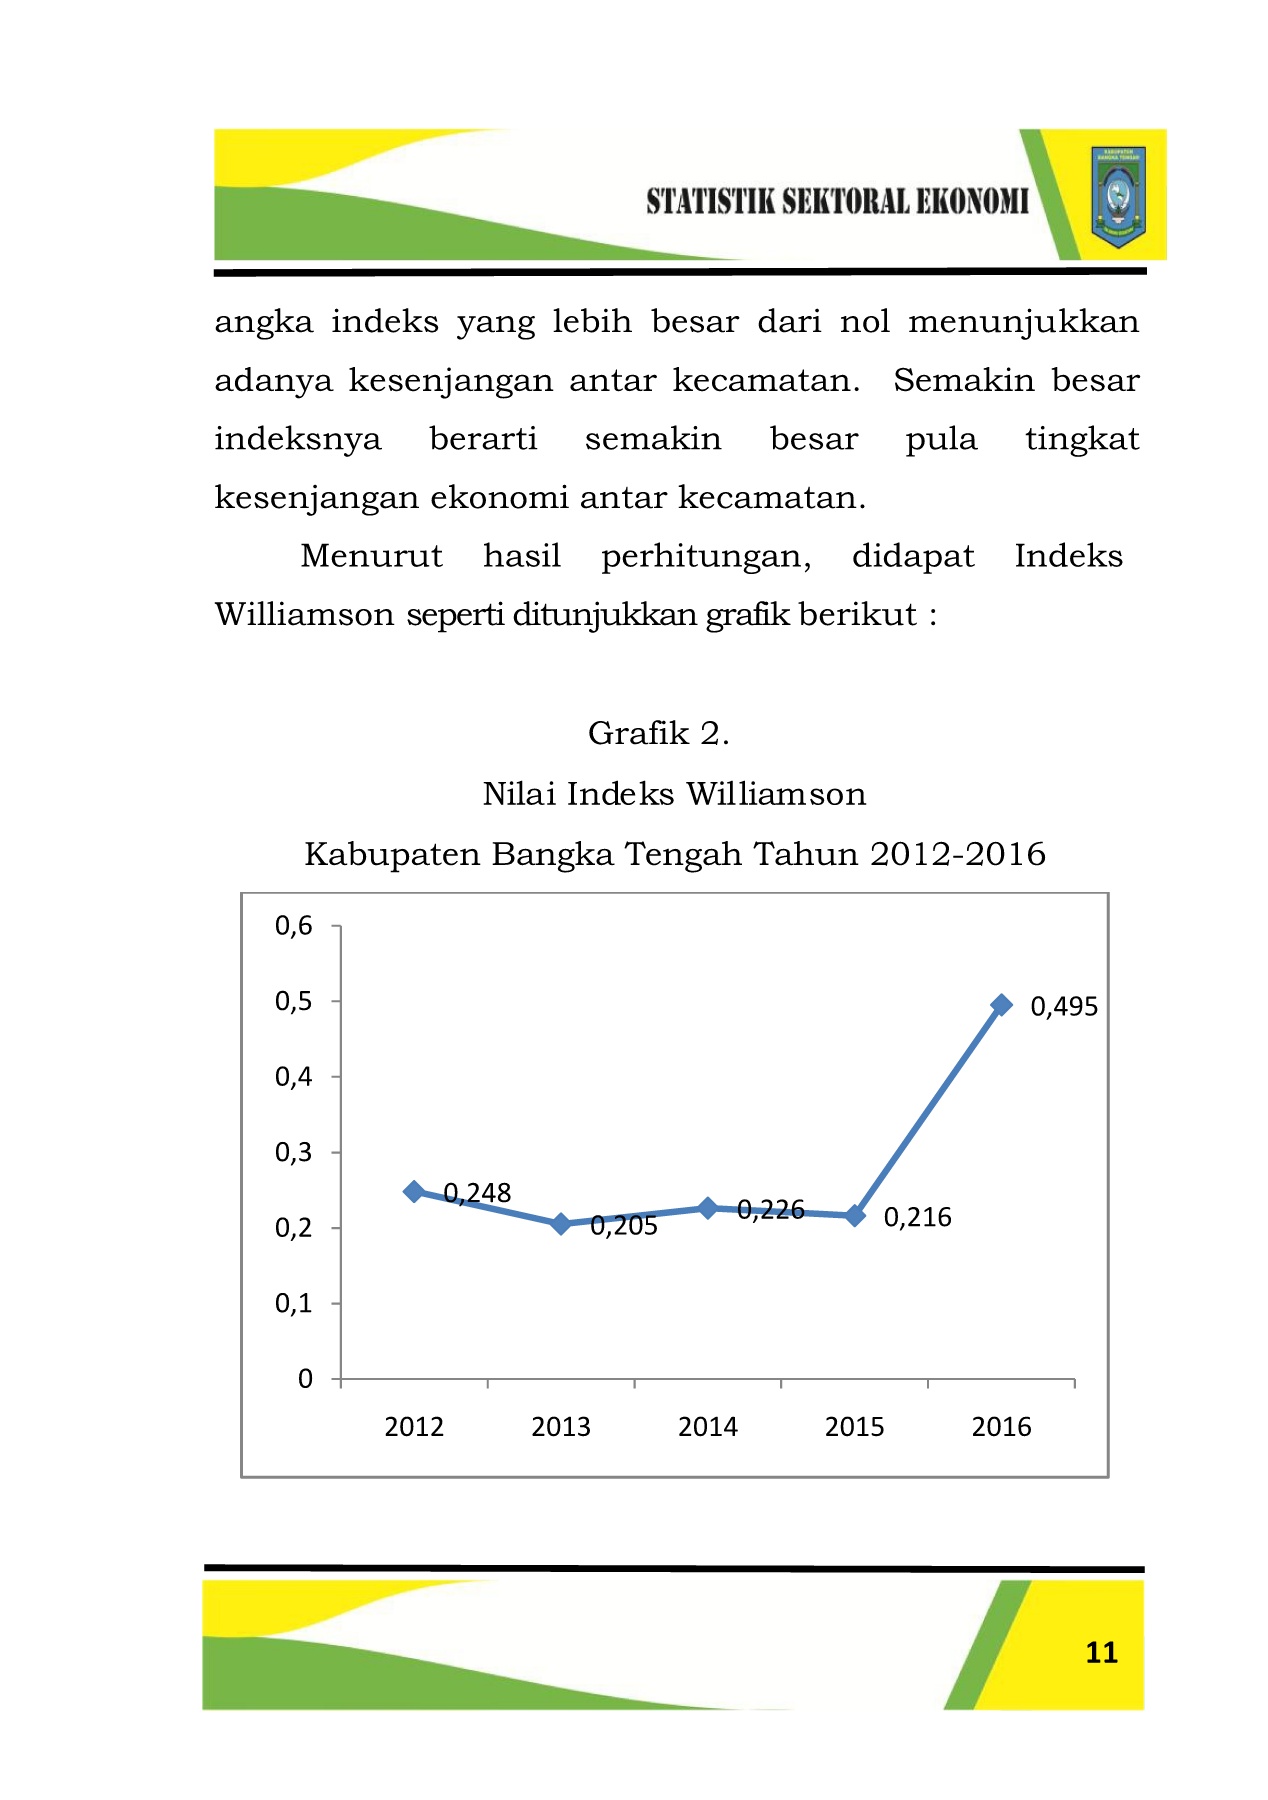 STATISTIK SEKTORAL EKONOMI
KABUPATEN
BANGKA TENGAH
angka indeks yang lebih besar dari nol menunjukkan
adanya kesenjangan antar kecamatan. Semakin besar
indeksnya berarti semakin besar pula tingkat
kesenjangan ekonomi antar kecamatan.
Menurut hasil perhitungan, didapat Indeks
Williamson seperti ditunjukkan grafik berikut :
Grafik 2.
Nilai Indeks Williamson
Kabupaten Bangka Tengah Tahun 2012-2016
0,6
0,5
0,4
0,3
0,2
0,1
0
0,248
0,205
0,226
0,216
0,495
2012 2013 2014 2015 2016
11